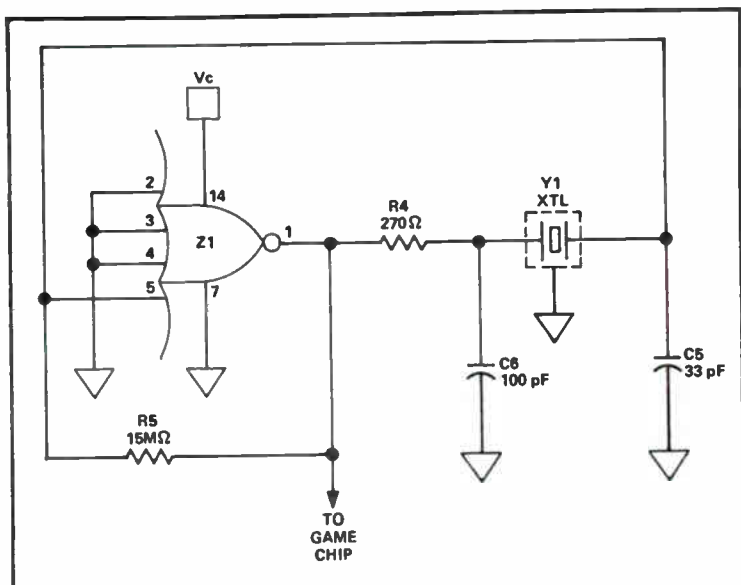 Vc
2
3
4
5
14
Z1
1
7
R4
270Ω
Y1
XTL
C6
100 pF
C5
33 pF
R5
15MΩ
TO
GAME
CHIP